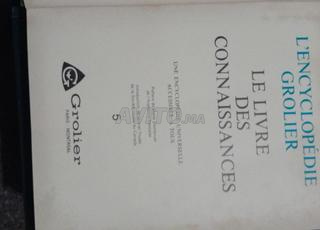 L'ENCYCLOPÉDIE
GROLIER
LE LIVRE
DES
CONNAISSANCES
UNE ENCYCLOPÉDIE UNIVERSELLE
ACCESSIBLE À TOUS
5
Grolier
PARIS MONTRÉAL